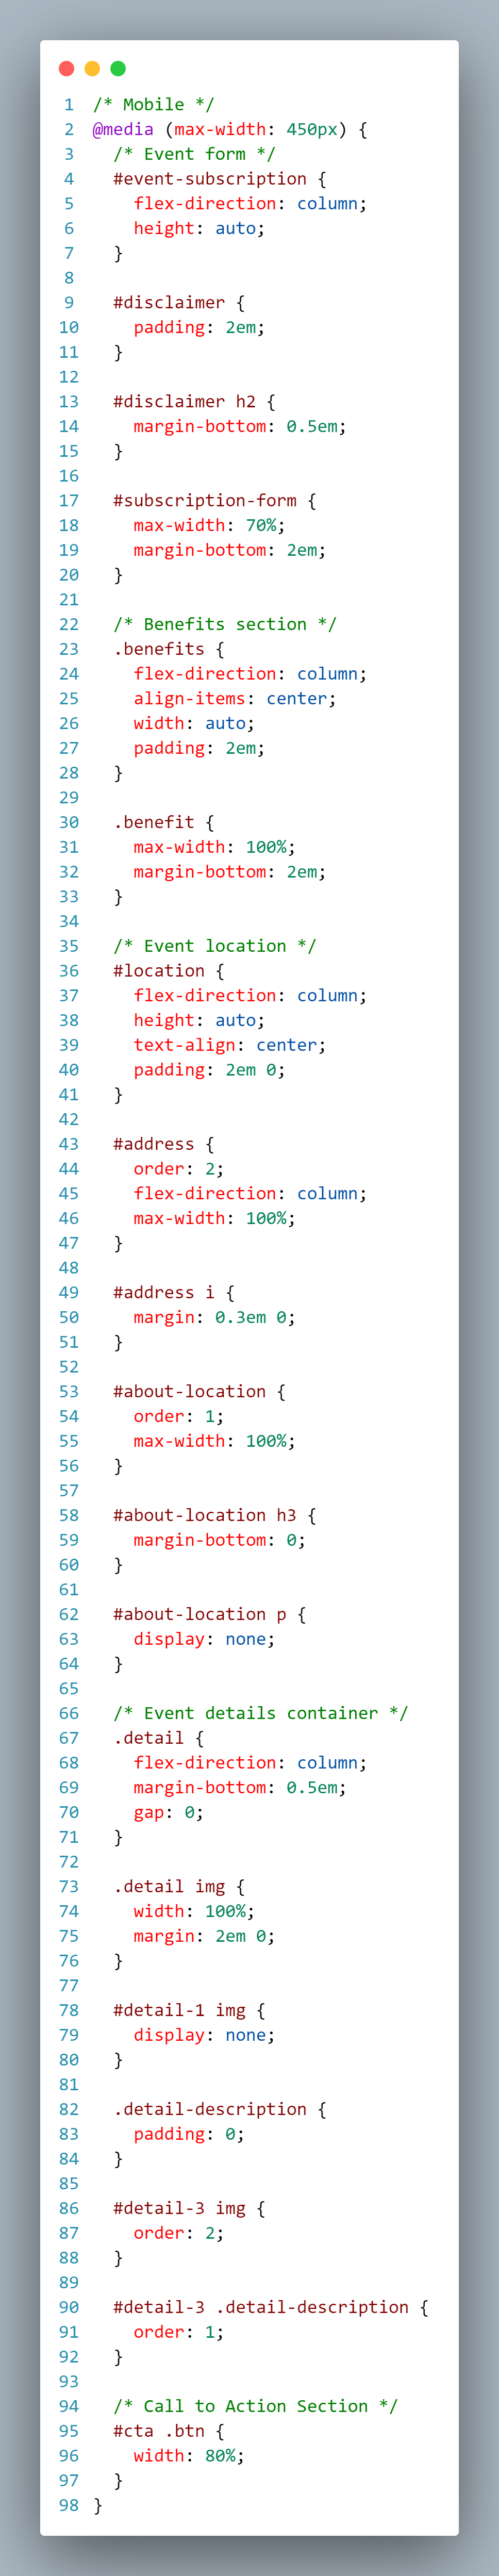 1 /* Mobile */
2 @media (max-width: 450px) {
3   /* Event form */
4   #event-subscription {
5     flex-direction: column;
6     height: auto;
7   }
8
9   #disclaimer {
10     padding: 2em;
11   }
12
13   #disclaimer h2 {
14     margin-bottom: 0.5em;
15   }
16
17   #subscription-form {
18     max-width: 70%;
19     margin-bottom: 2em;
20   }
21
22   /* Benefits section */
23   .benefits {
24     flex-direction: column;
25     align-items: center;
26     width: auto;
27     padding: 2em;
28   }
29
30   .benefit {
31     max-width: 100%;
32     margin-bottom: 2em;
33   }
34
35   /* Event location */
36   #location {
37     flex-direction: column;
38     height: auto;
39     text-align: center;
40     padding: 2em 0;
41   }
42
43   #address {
44     order: 2;
45     flex-direction: column;
46     max-width: 100%;
47   }
48
49   #address i {
50     margin: 0.3em 0;
51   }
52
53   #about-location {
54     order: 1;
55     max-width: 100%;
56   }
57
58   #about-location h3 {
59     margin-bottom: 0;
60   }
61
62   #about-location p {
63     display: none;
64   }
65
66   /* Event details container */
67   .detail {
68     flex-direction: column;
69     margin-bottom: 0.5em;
70     gap: 0;
71   }
72
73   .detail img {
74     width: 100%;
75     margin: 2em 0;
76   }
77
78   #detail-1 img {
79     display: none;
80   }
81
82   .detail-description {
83     padding: 0;
84   }
85
86   #detail-3 img {
87     order: 2;
88   }
89
90   #detail-3 .detail-description {
91     order: 1;
92   }
93
94   /* Call to Action Section */
95   #cta .btn {
96     width: 80%;
97   }
98 }